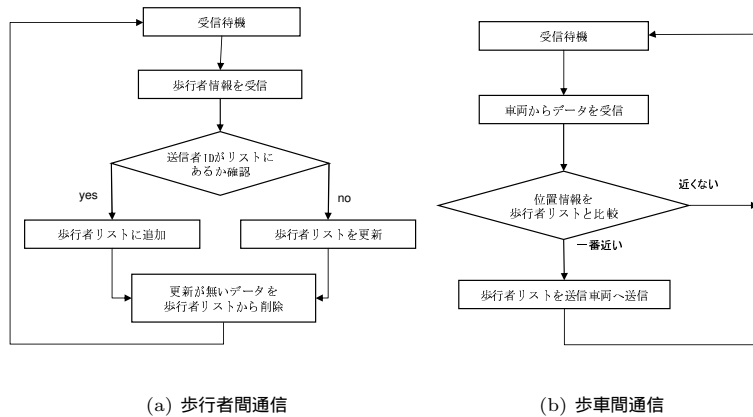 受信待機
歩行者情報を受信
送信者IDがリストに
あるか確認
yes
no
歩行者リストに追加
歩行者リストを更新
更新が無いデータを
歩行者リストから削除
(a) 歩行者間通信
受信待機
車両からデータを受信
位置情報を
歩行者リストと比較
近くない
一番近い
歩行者リストを送信車両へ送信
(b) 歩車間通信